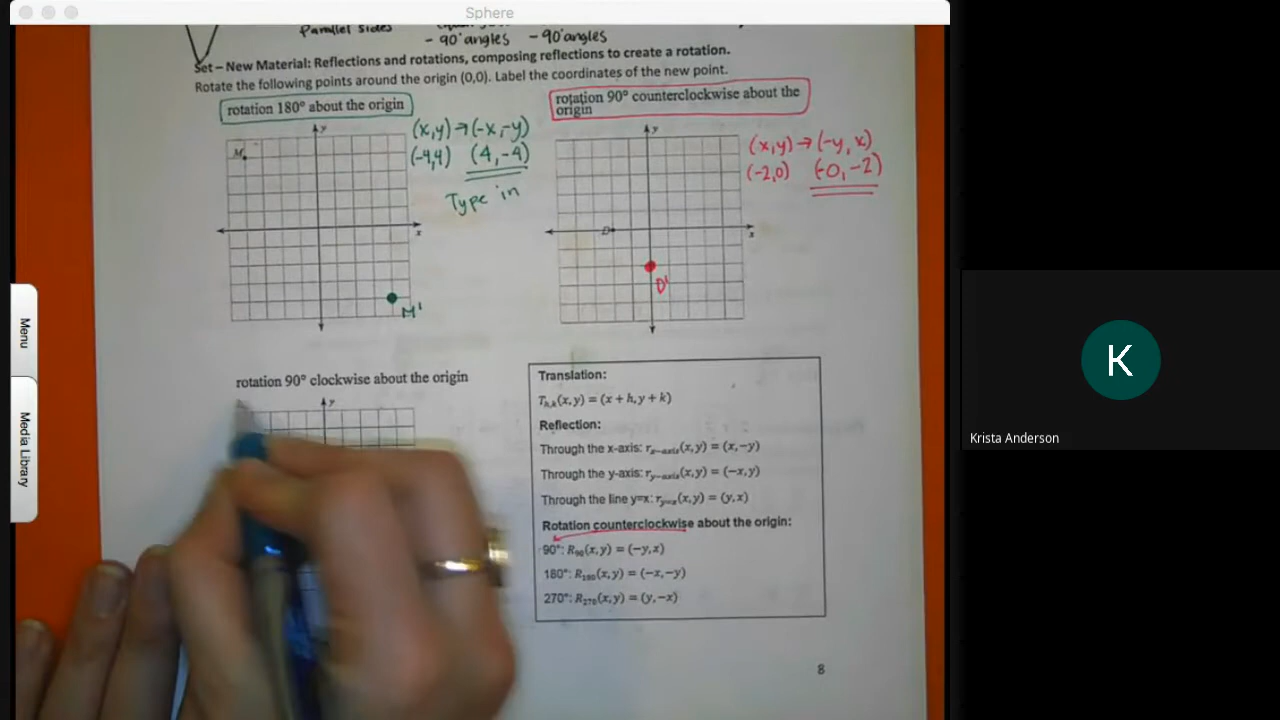 Sphere
Parallel sides
- 90°angles - 90°angles
Set – New Material: Reflections and rotations, composing reflections to create a rotation.
Rotate the following points around the origin (0,0). Label the coordinates of the new point.
rotation 180° about the origin
(x,y)→(-x,-y)
(-4,4) (4,-4)
Type in
y
M
x
M'
rotation 90° counterclockwise about the
origin
(x,y)→(-y,x)
(-2,0) (-0,-2)
y
D
x
D'
rotation 90° clockwise about the origin
y
Translation:
Th,k(x,y) = (x + h,y + k)
Reflection:
Through the x-axis: rx-axis(x,y) = (x,−y)
Through the y-axis: ry-axis(x,y) = (−x,y)
Through the line y=x: ry=x(x,y) = (y,x)
Rotation counterclockwise about the origin:
90°: R90(x,y) = (−y,x)
180°: R180(x,y) = (−x,−y)
270°: R270(x,y) = (y,−x)
8
Menu
Media Library
K
Krista Anderson